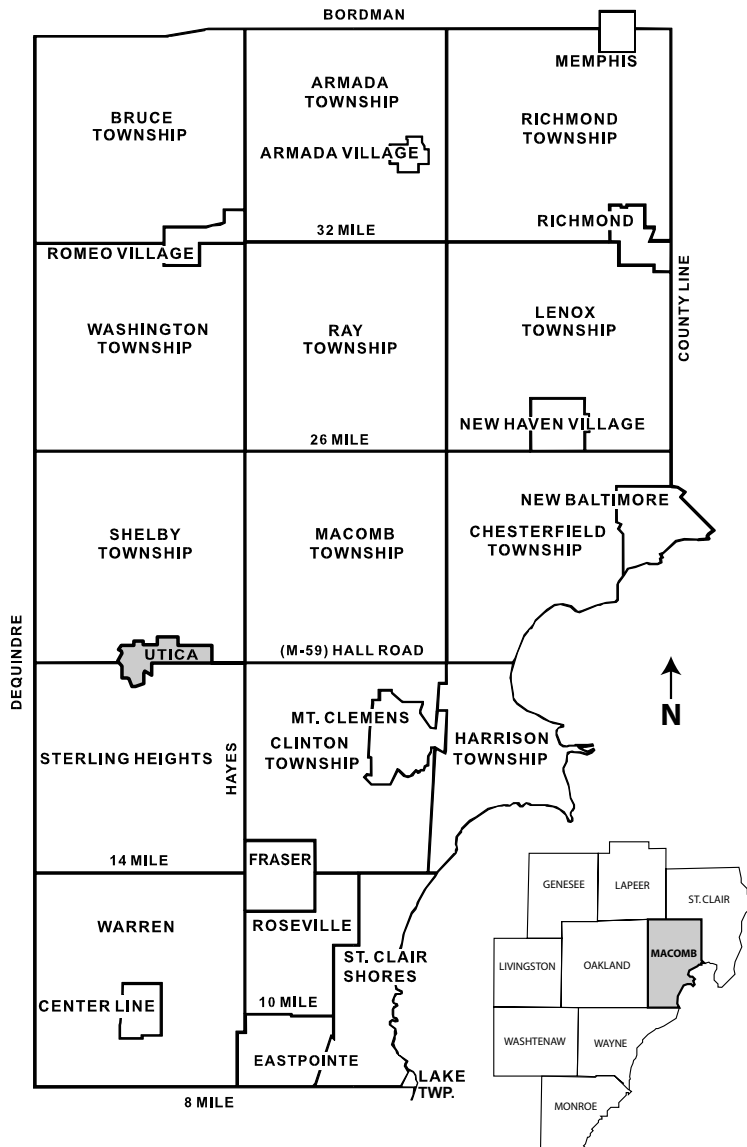 BORDMAN
MEMPHIS
BRUCE
TOWNSHIP
ARMADA
TOWNSHIP
ARMADA VILLAGE
RICHMOND
TOWNSHIP
RICHMOND
32 MILE
ROMEO VILLAGE
COUNTY LINE
WASHINGTON
TOWNSHIP
RAY
TOWNSHIP
LENOX
TOWNSHIP
NEW HAVEN VILLAGE
26 MILE
SHELBY
TOWNSHIP
MACOMB
TOWNSHIP
NEW BALTIMORE
CHESTERFIELD
TOWNSHIP
DEQUINDRE
UTICA
(M-59) HALL ROAD
N
STERLING HEIGHTS
HAYES
MT. CLEMENS
CLINTON
TOWNSHIP
HARRISON
TOWNSHIP
14 MILE
FRASER
WARREN
ROSEVILLE
ST. CLAIR
SHORES
CENTER LINE
10 MILE
EASTPOINTE
LAKE
TWP.
8 MILE
GENESEE
LAPEER
ST. CLAIR
LIVINGSTON
OAKLAND
MACOMB
WASHTENAW
WAYNE
MONROE